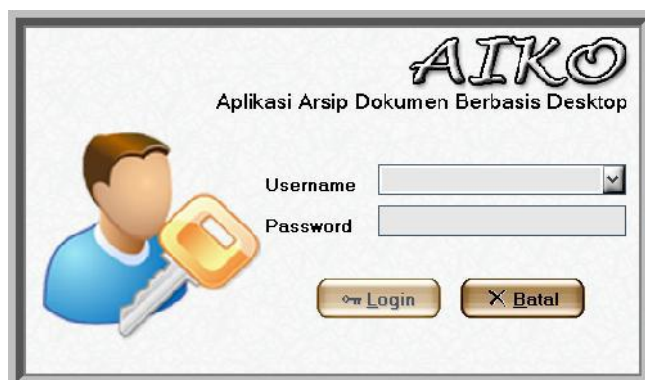 AIKO
Aplikasi Arsip Dokumen Berbasis Desktop
Username
Password
Login
Batal